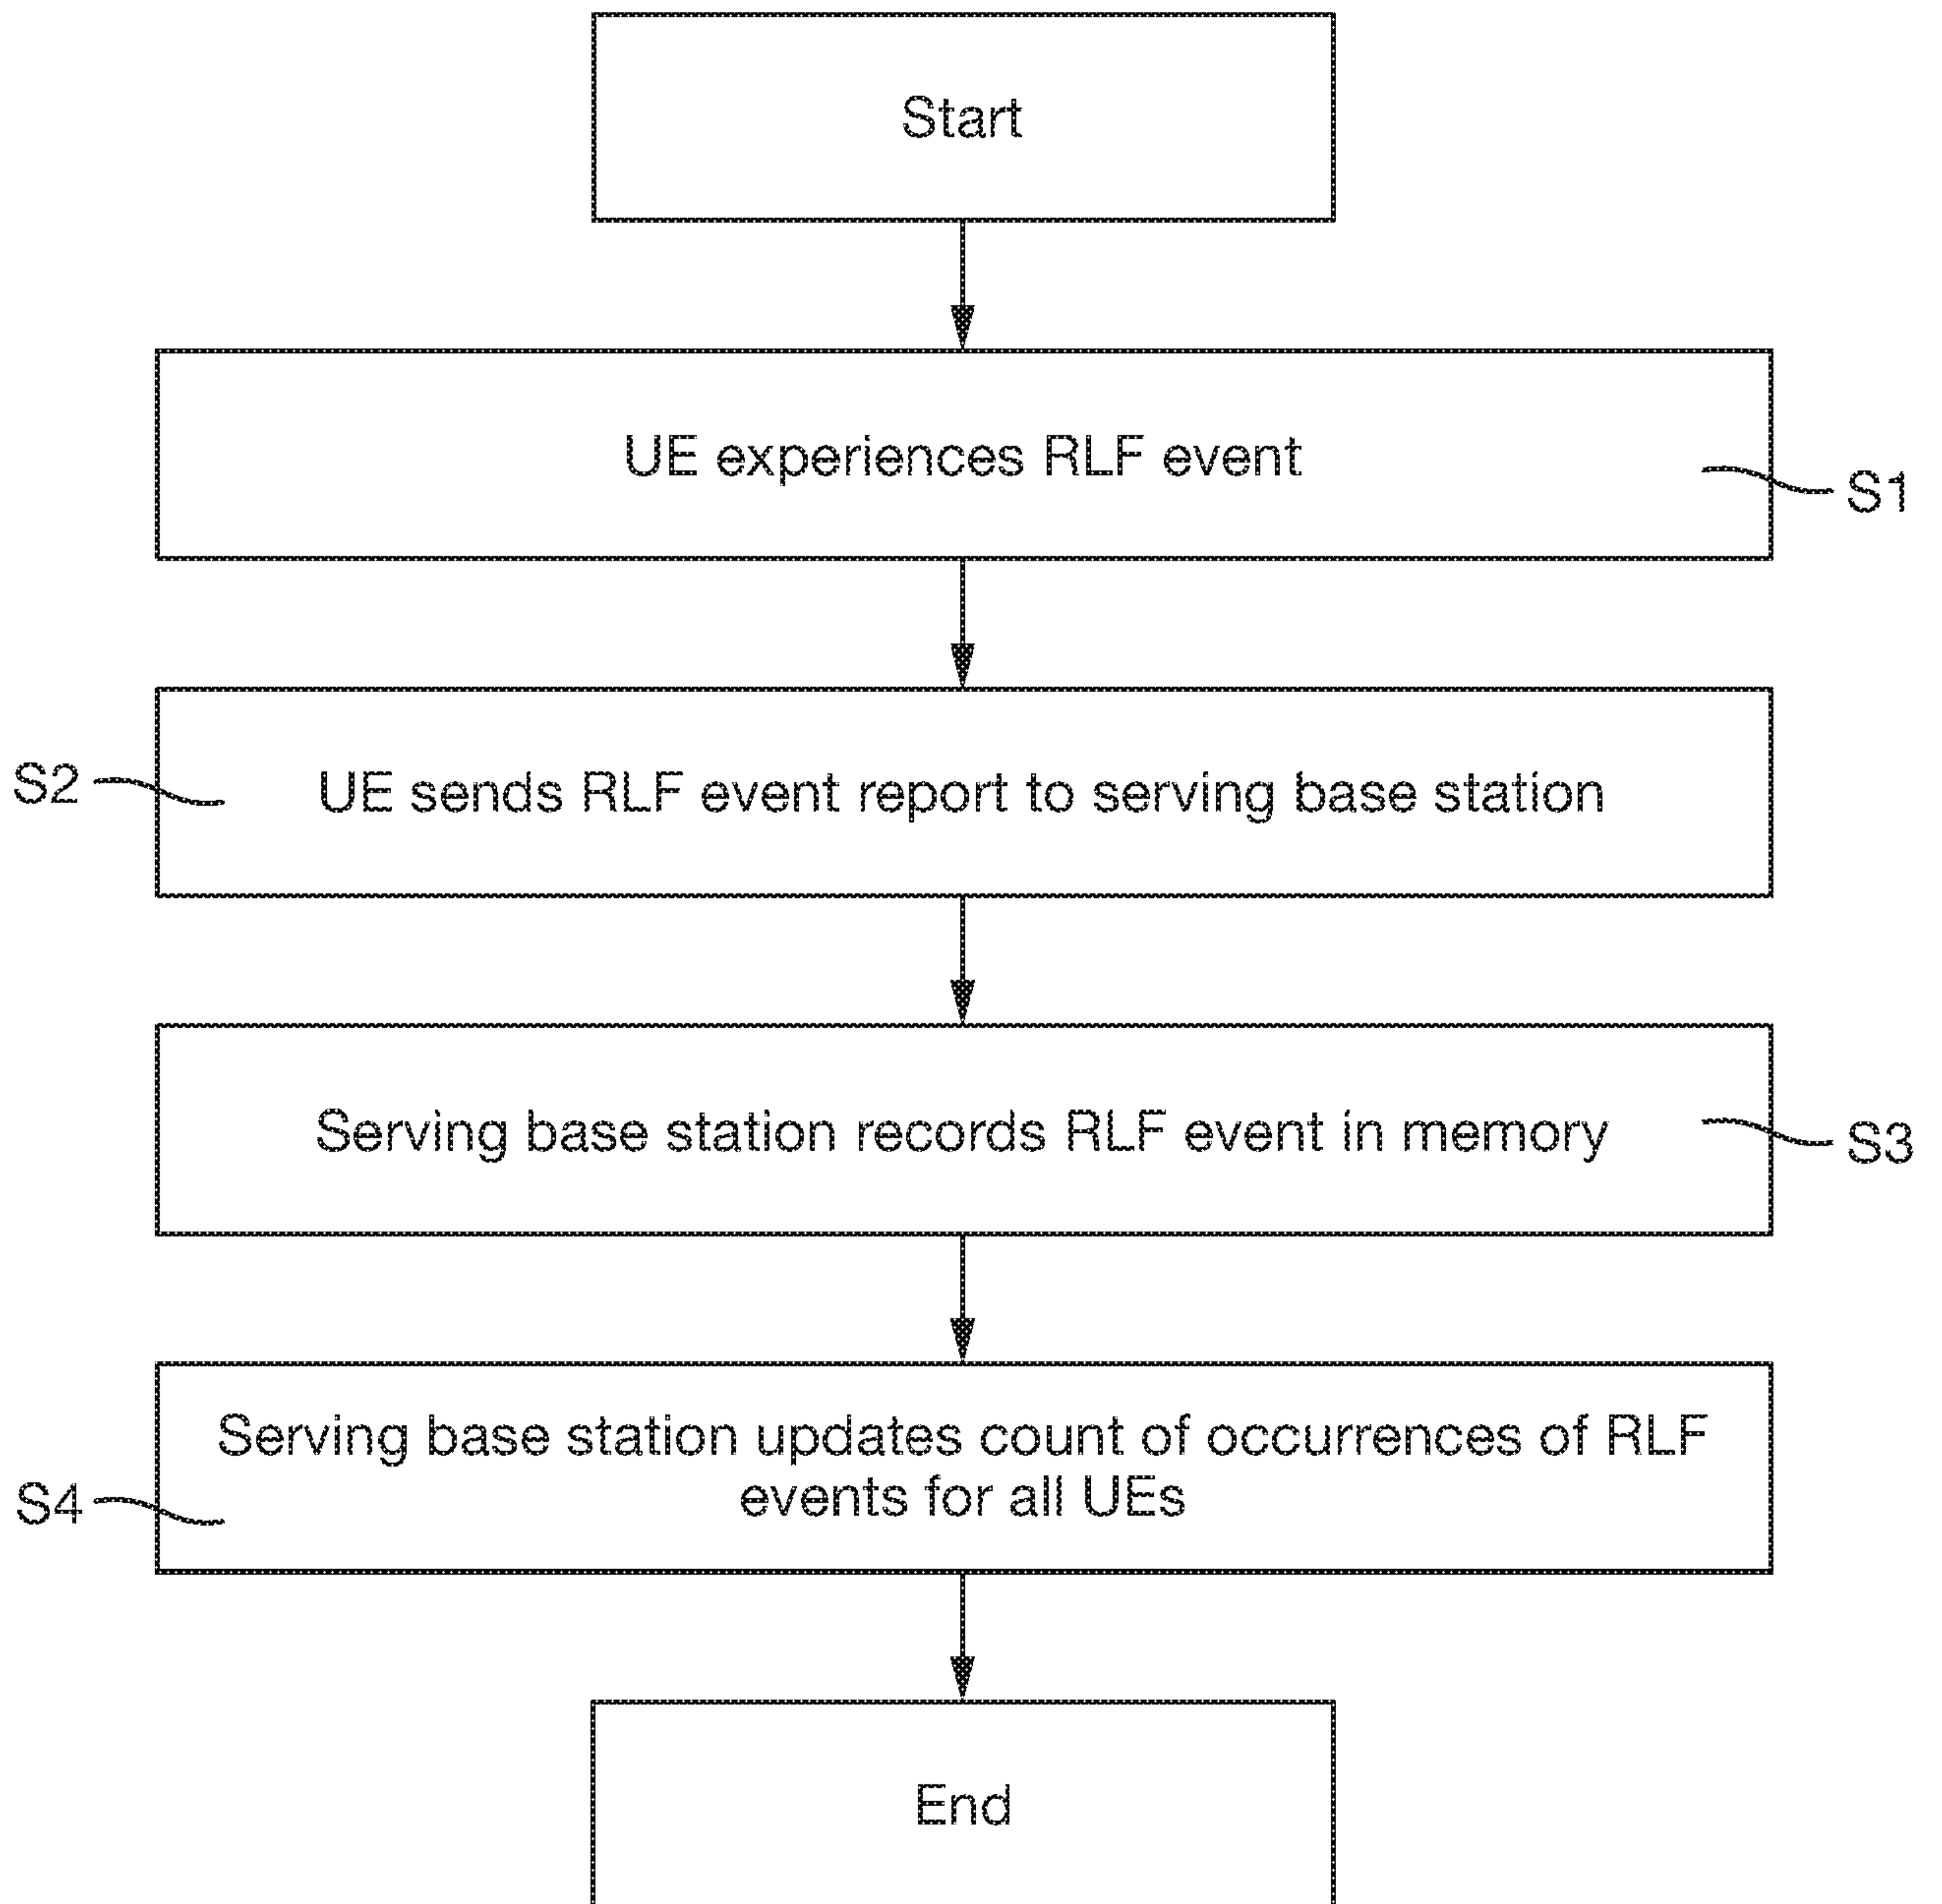 Start
UE experiences RLF event
S1
S2
UE sends RLF event report to serving base station
Serving base station records RLF event in memory
S3
Serving base station updates count of occurrences of RLF
events for all UEs
S4
End